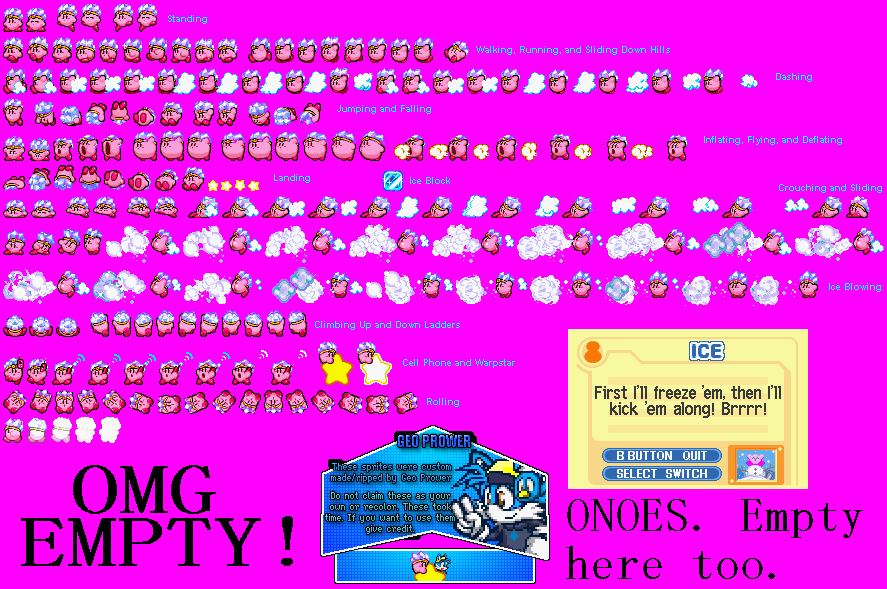 Standing
Walking, Running, and Sliding Down Hills
Dashing
Jumping and Falling
Inflating, Flying, and Deflating
Landing
Ice Block
Crouching and Sliding
Ice Blowing
Climbing Up and Down Ladders
Cell Phone and Warpstar
Rolling
ICE
First I'll freeze 'em, then I'll
kick 'em along! Brrrr!
B BUTTON QUIT
SELECT SWITCH
GEO PROWER
These sprites were custom
made/ripped by Geo Prower
Do not claim these as your
own or recolor. These took
time. If you want to use them
give credit.
OMG
EMPTY!
ONOES. Empty
here too.